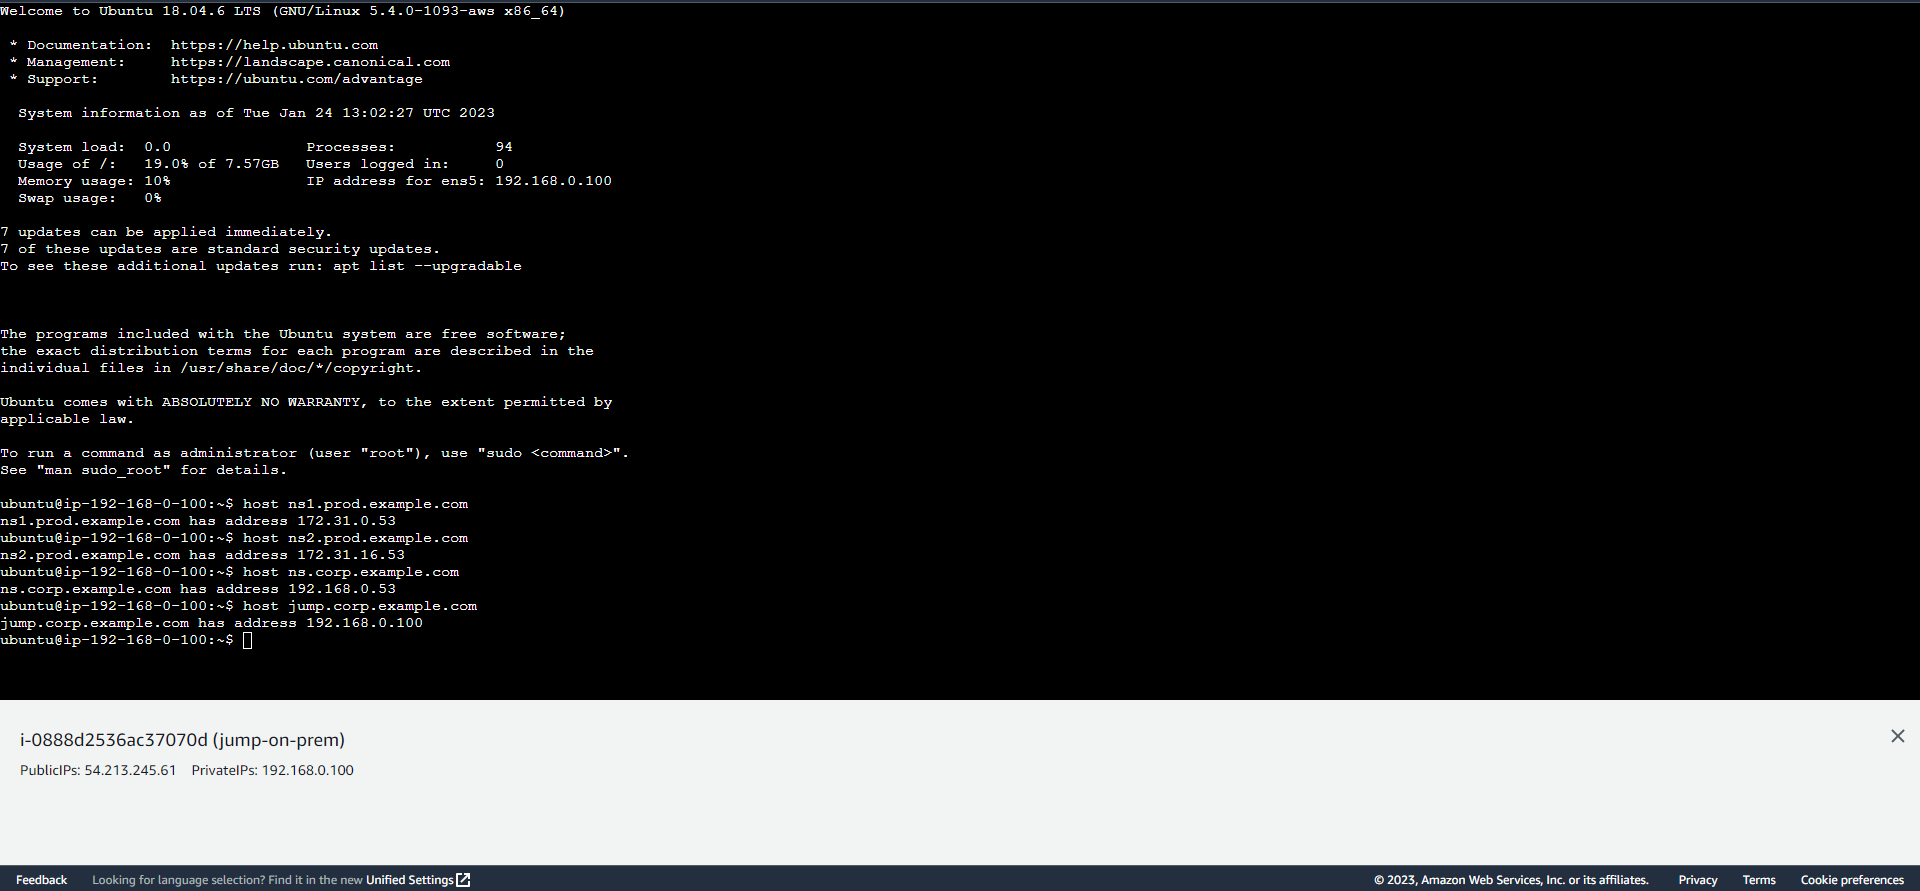 Welcome to Ubuntu 18.04.6 LTS (GNU/Linux 5.4.0-1093-aws x86_64)
* Documentation: https://help.ubuntu.com
* Management: https://landscape.canonical.com
* Support: https://ubuntu.com/advantage
System information as of Tue Jan 24 13:02:27 UTC 2023
System load: 0.0 Processes: 94
Usage of /: 19.0% of 7.57GB Users logged in: 0
Memory usage: 10% IP address for ens5: 192.168.0.100
Swap usage: 0%
7 updates can be applied immediately.
7 of these updates are standard security updates.
To see these additional updates run: apt list --upgradable
The programs included with the Ubuntu system are free software;
the exact distribution terms for each program are described in the
individual files in /usr/share/doc/*/copyright.
Ubuntu comes with ABSOLUTELY NO WARRANTY, to the extent permitted by
applicable law.
To run a command as administrator (user "root"), use "sudo <command>".
See "man sudo_root" for details.
ubuntu@ip-192-168-0-100:~$ host ns1.prod.example.com
ns1.prod.example.com has address 172.31.0.53
ubuntu@ip-192-168-0-100:~$ host ns2.prod.example.com
ns2.prod.example.com has address 172.31.16.53
ubuntu@ip-192-168-0-100:~$ host ns.corp.example.com
ns.corp.example.com has address 192.168.0.53
ubuntu@ip-192-168-0-100:~$ host jump.corp.example.com
jump.corp.example.com has address 192.168.0.100
ubuntu@ip-192-168-0-100:~$
i-0888d2536ac37070d (jump-on-prem)
PublicIPs: 54.213.245.61 PrivateIPs: 192.168.0.100
Feedback Looking for language selection? Find it in the new Unified Settings © 2023, Amazon Web Services, Inc. or its affiliates. Privacy Terms Cookie preferences